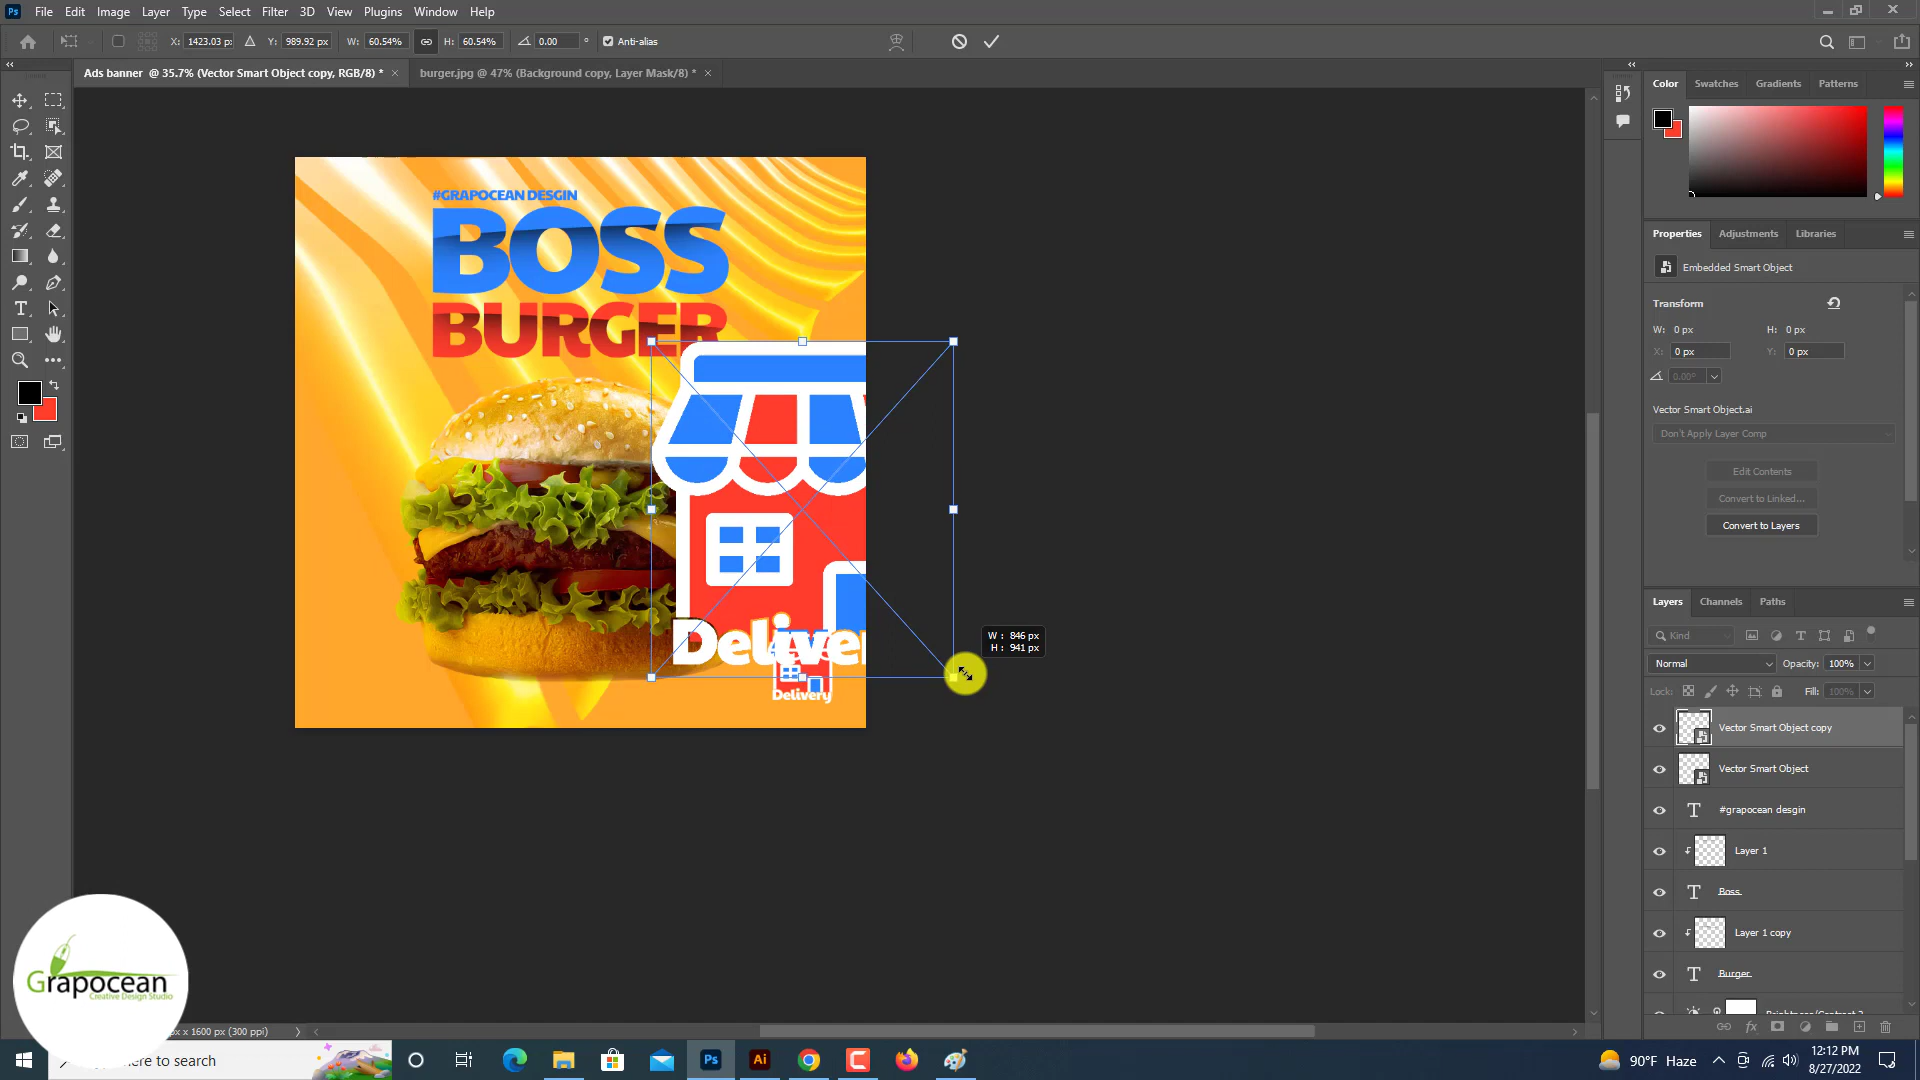 File Edit Image Layer Type Select Filter 3D View Plugins Window Help
X: 1423.03 px Y: 989.92 px W: 60.54% H: 60.54% 0.00 ° Anti-alias
Ads banner @ 35.7% (Vector Smart Object copy, RGB/8) * × burger.jpg @ 47% (Background copy, Layer Mask/8) * ×
Color Swatches Gradients Patterns
#GRAPOCEAN DESGIN
BOSS
BURGER
Delivery
Delivery
W : 846 px
H : 941 px
Properties Adjustments Libraries
Embedded Smart Object
Transform
W: 0 px H: 0 px
X: 0 px Y: 0 px
0.00°
Vector Smart Object.ai
Don't Apply Layer Comp
Edit Contents
Convert to Linked...
Convert to Layers
Layers Channels Paths
Kind
Normal Opacity: 100%
Lock: Fill: 100%
Vector Smart Object copy
Vector Smart Object
#grapocean desgin
Layer 1
Boss
Layer 1 copy
Burger
Grapocean
Creative Design Studio
px x 1600 px (300 ppi)
here to search
90°F Haze
12:12 PM
8/27/2022